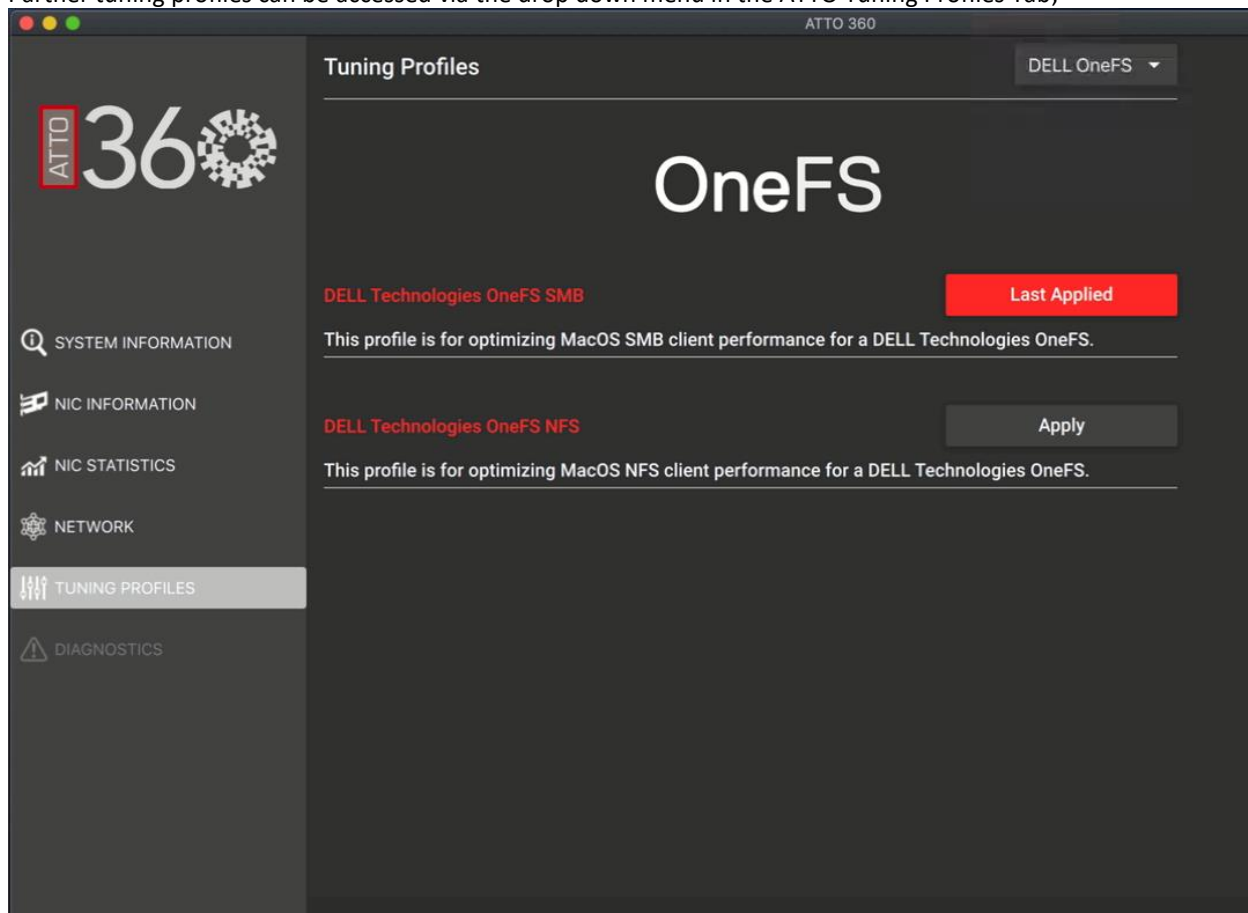 Further tuning profiles can be accessed via the drop down menu in the ATTO Tuning Profiles Tab,
ATTO 360
Tuning Profiles
DELL OneFS
ATTO 360
OneFS
DELL Technologies OneFS SMB
Last Applied
This profile is for optimizing MacOS SMB client performance for a DELL Technologies OneFS.
DELL Technologies OneFS NFS
Apply
This profile is for optimizing MacOS NFS client performance for a DELL Technologies OneFS.
SYSTEM INFORMATION
NIC INFORMATION
NIC STATISTICS
NETWORK
TUNING PROFILES
DIAGNOSTICS